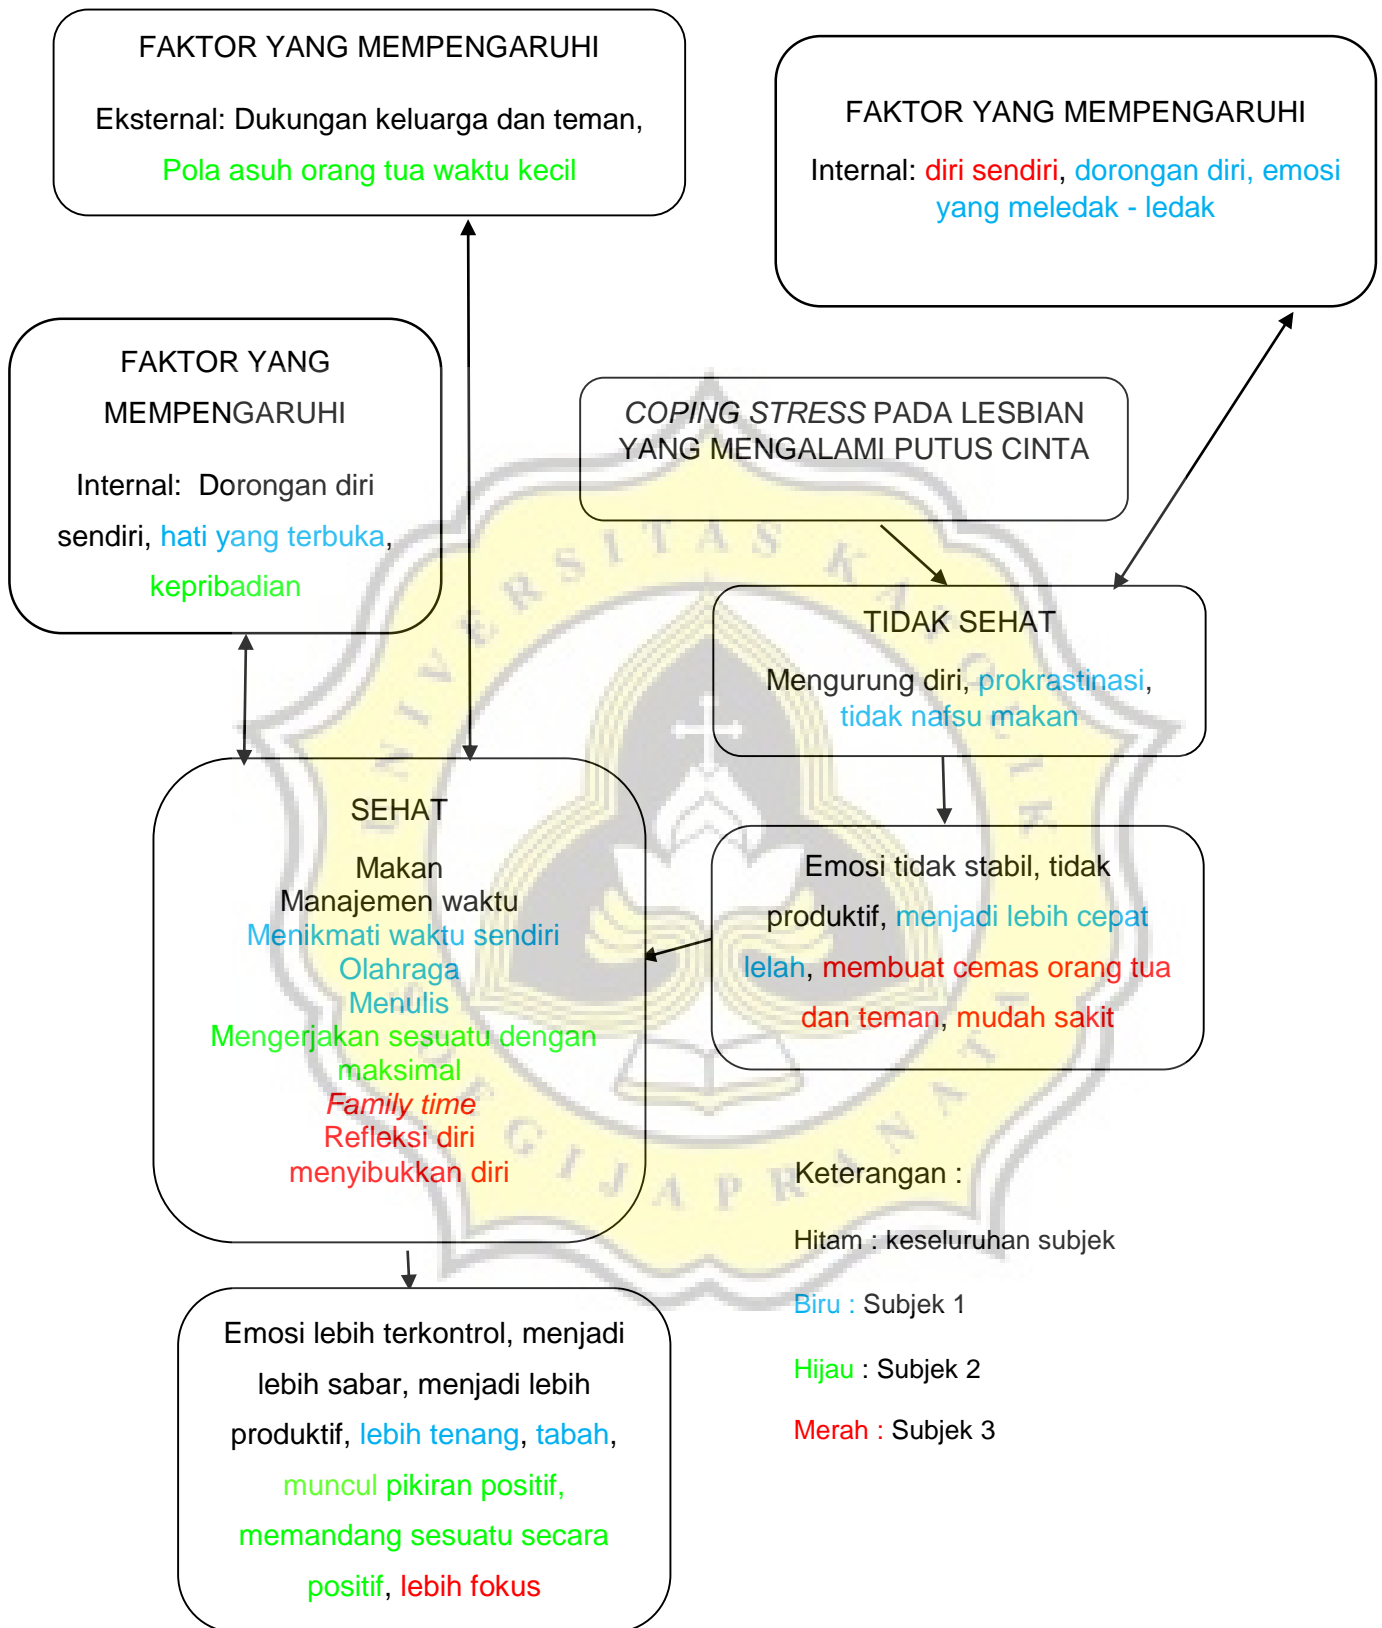 FAKTOR YANG MEMPENGARUHI
Eksternal: Dukungan keluarga dan teman,
Pola asuh orang tua waktu kecil
FAKTOR YANG MEMPENGARUHI
Internal: diri sendiri, dorongan diri, emosi
yang meledak - ledak
FAKTOR YANG
MEMPENGARUHI
Internal: Dorongan diri
sendiri, hati yang terbuka,
kepribadian
COPING STRESS PADA LESBIAN
YANG MENGALAMI PUTUS CINTA
TIDAK SEHAT
Mengurung diri, prokrastinasi,
tidak nafsu makan
SEHAT
Makan
Manajemen waktu
Menikmati waktu sendiri
Olahraga
Menulis
Mengerjakan sesuatu dengan
maksimal
Family time
Refleksi diri
menyibukkan diri
Emosi tidak stabil, tidak
produktif, menjadi lebih cepat
lelah, membuat cemas orang tua
dan teman, mudah sakit
Emosi lebih terkontrol, menjadi
lebih sabar, menjadi lebih
produktif, lebih tenang, tabah,
muncul pikiran positif,
memandang sesuatu secara
positif, lebih fokus
Keterangan :
Hitam : keseluruhan subjek
Biru : Subjek 1
Hijau : Subjek 2
Merah : Subjek 3
UNIVERSITAS KATOLIK
SOEGIJAPRANATA